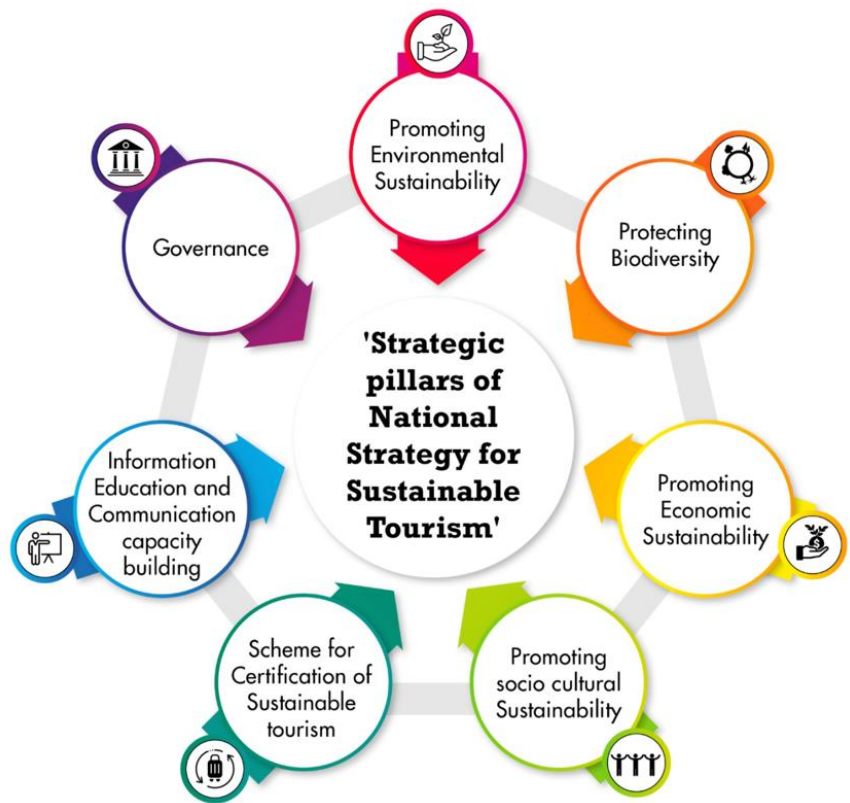 Promoting
Environmental
Sustainability
Protecting
Biodiversity
Promoting
Economic
Sustainability
Promoting
socio cultural
Sustainability
Scheme for
Certification of
Sustainable
tourism
Information
Education and
Communication
capacity
building
Governance
'Strategic
pillars of
National
Strategy for
Sustainable
Tourism'